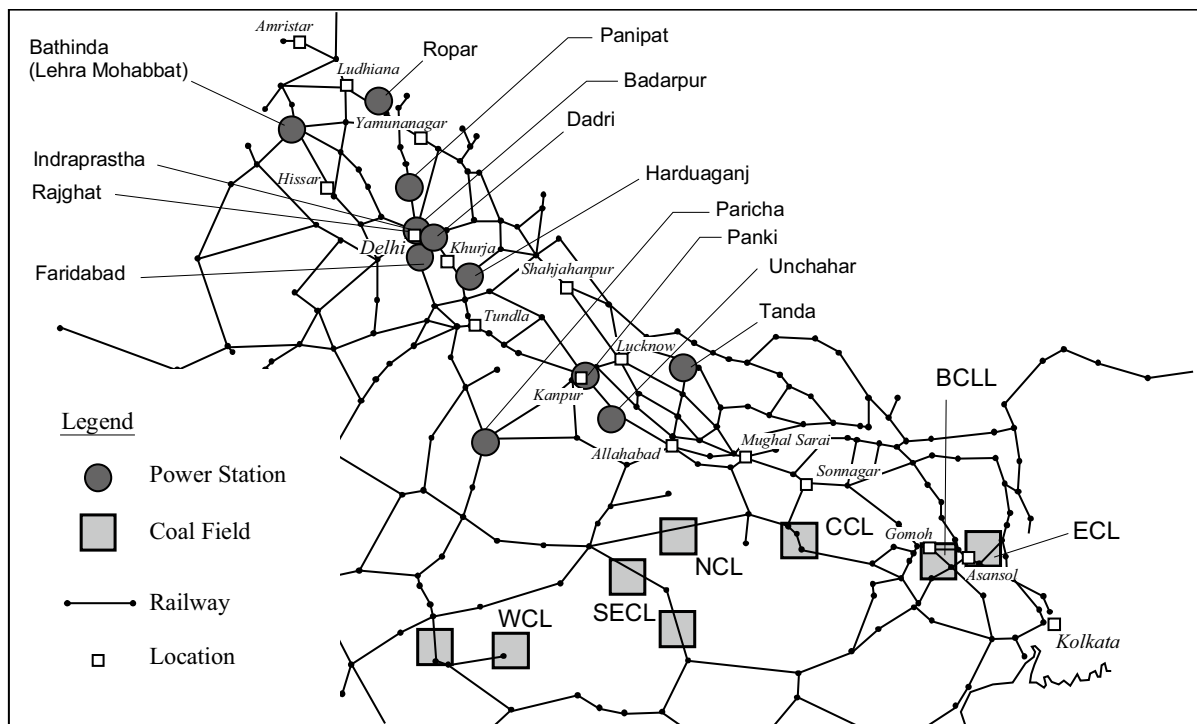 Amristar
Bathinda
(Lehra Mohabbat)
Ropar
Panipat
Ludhiana
Badarpur
Yamunanagar
Dadri
Indraprastha
Hissar
Harduaganj
Rajghat
Paricha
Delhi
Khurja
Panki
Faridabad
Shahjahanpur
Unchahar
Tundla
Tanda
Lucknow
Kanpur
BCLL
Legend
Allahabad
Mughal Sarai
Sonnagar
Power Station
Coal Field
CCL
Gomoh
ECL
NCL
Asansol
Railway
SECL
WCL
Kolkata
Location